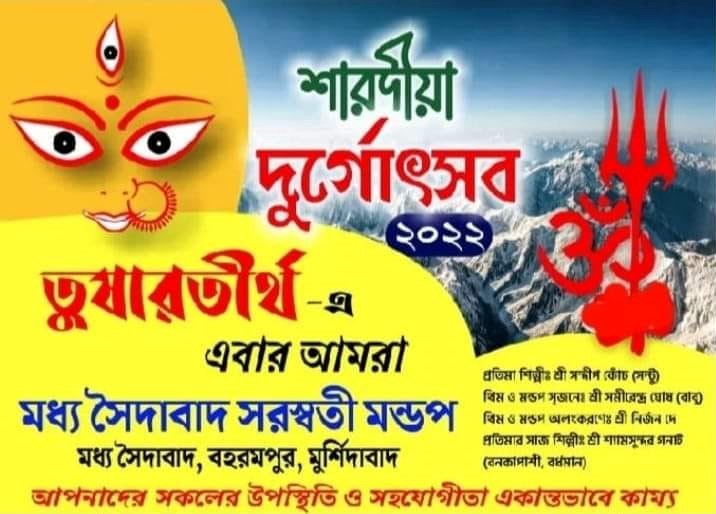 শারদীয়া
দুর্গোৎসব
২০২২
তুষারতীর্থ -এ
এবার আমরা
মধ্য সৈদাবাদ সরস্বতী মন্ডপ
মধ্য সৈদাবাদ, বহরমপুর, মুর্শিদাবাদ
প্রতিমা শিল্পীঃ শ্রী সন্দীপ কোঁচ (সন্টু)
থিম ও মন্ডপ সৃজনেঃ শ্রী সমীরেন্দ্র ঘোষ (বাবু)
থিম ও মন্ডপ অলংকরণেঃ শ্রী নির্জন দে
প্রতিমার সাজ শিল্পীঃ শ্রী শ্যামসুন্দর গনাই
(বনকাপাশী, বর্ধমান)
আপনাদের সকলের উপস্থিতি ও সহযোগীতা একান্তভাবে কাম্য
ওঁ